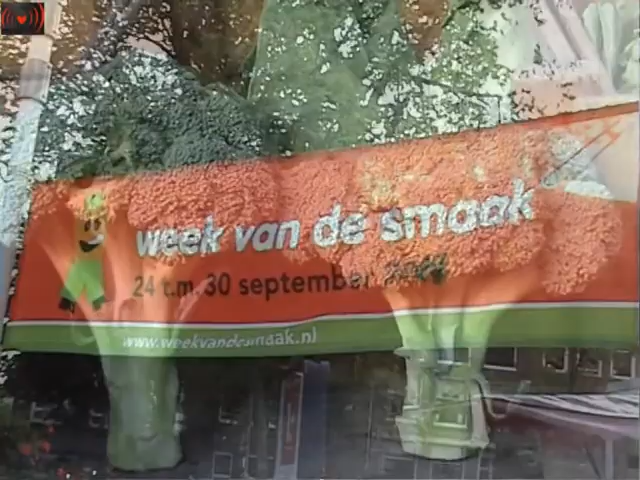 week van de smaak
24 t.m. 30 september
www.weekvandesmaak.nl